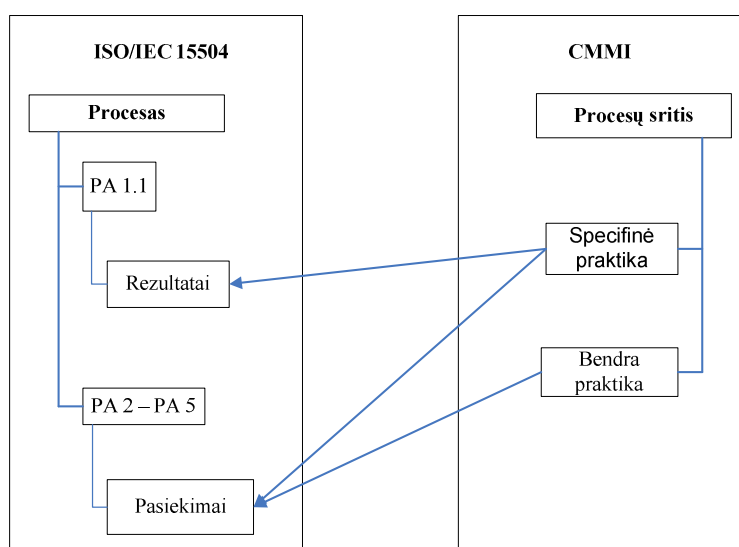 ISO/IEC 15504
Procesas
PA 1.1
Rezultatai
PA 2 – PA 5
Pasiekimai
CMMI
Procesų sritis
Specifinė
praktika
Bendra
praktika